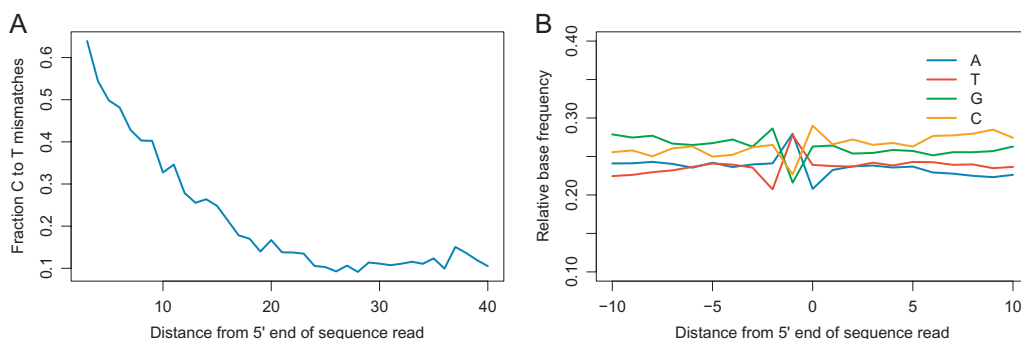 A
Fraction C to T mismatches
0.6
0.5
0.4
0.3
0.2
0.1
10
20
30
40
Distance from 5' end of sequence read
B
Relative base frequency
0.40
0.30
0.20
0.10
A
T
G
C
−10
−5
0
5
10
Distance from 5' end of sequence read